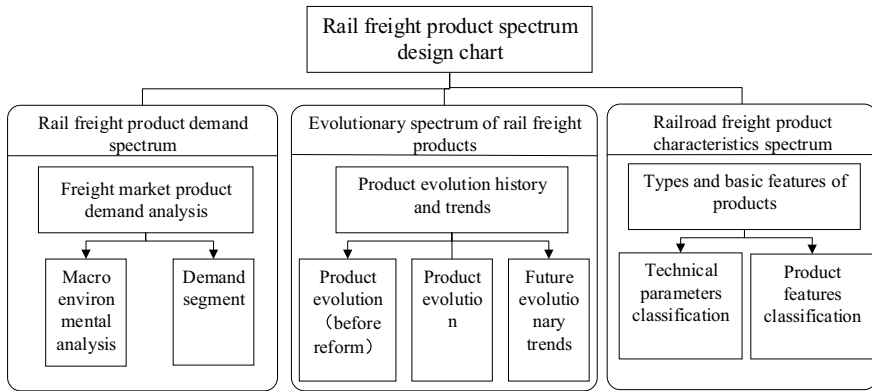 Rail freight product spectrum
design chart
Rail freight product demand
spectrum
Freight market product
demand analysis
Macro
environ
mental
analysis
Demand
segment
Evolutionary spectrum of rail freight
products
Product evolution history
and trends
Product
evolution
（before
reform）
Product
evolutio
n
Future
evolutio
nary
trends
Railroad freight product
characteristics spectrum
Types and basic features of
products
Technical
parameters
classification
Product
features
classification